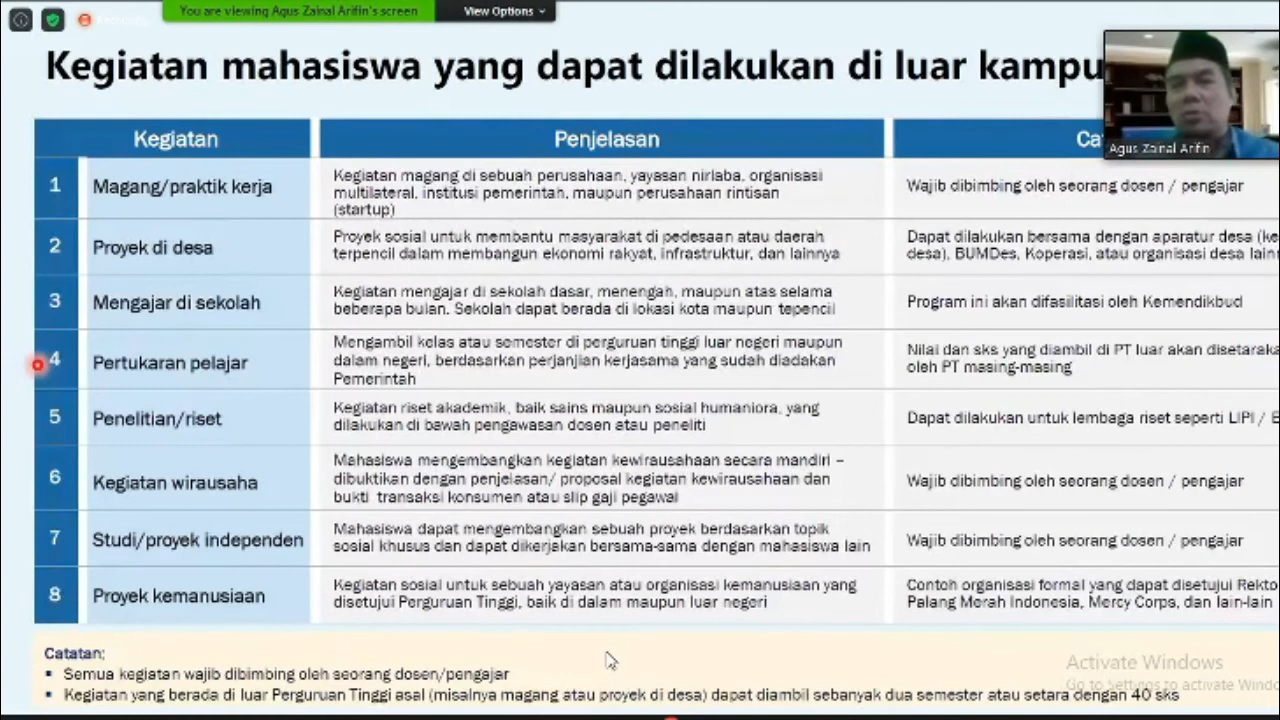 You are viewing Agus Zainal Arifin's screen
View Options
Kegiatan mahasiswa yang dapat dilakukan di luar kampu
Agus Zainal Arifin
Kegiatan
Penjelasan
Ca
1
Magang/praktik kerja
Kegiatan magang di sebuah perusahaan, yayasan nirlaba, organisasi
multilateral, institusi pemerintah, maupun perusahaan rintisan
(startup)
Wajib dibimbing oleh seorang dosen / pengajar
2
Proyek di desa
Proyek sosial untuk membantu masyarakat di pedesaan atau daerah
terpencil dalam membangun ekonomi rakyat, infrastruktur, dan lainnya
Dapat dilakukan bersama dengan aparatur desa (ke
desa), BUMDes, Koperasi, atau organisasi desa lain
3
Mengajar di sekolah
Kegiatan mengajar di sekolah dasar, menengah, maupun atas selama
beberapa bulan. Sekolah dapat berada di lokasi kota maupun tepencil
Program ini akan difasilitasi oleh Kemendikbud
4
Pertukaran pelajar
Mengambil kelas atau semester di perguruan tinggi luar negeri maupun
dalam negeri, berdasarkan perjanjian kerjasama yang sudah diadakan
Pemerintah
Nilai dan sks yang diambil di PT luar akan disetaraka
oleh PT masing-masing
5
Penelitian/riset
Kegiatan riset akademik, baik sains maupun sosial humaniora, yang
dilakukan di bawah pengawasan dosen atau peneliti
Dapat dilakukan untuk lembaga riset seperti LIPI /
6
Kegiatan wirausaha
Mahasiswa mengembangkan kegiatan kewirausahaan secara mandiri –
dibuktikan dengan penjelasan/ proposal kegiatan kewirausahaan dan
bukti transaksi konsumen atau slip gaji pegawai
Wajib dibimbing oleh seorang dosen / pengajar
7
Studi/proyek independen
Mahasiswa dapat mengembangkan sebuah proyek berdasarkan topik
sosial khusus dan dapat dikerjakan bersama-sama dengan mahasiswa lain
Wajib dibimbing oleh seorang dosen / pengajar
8
Proyek kemanusiaan
Kegiatan sosial untuk sebuah yayasan atau organisasi kemanusiaan yang
disetujui Perguruan Tinggi, baik di dalam maupun luar negeri
Contoh organisasi formal yang dapat disetujui Rekto
Palang Merah Indonesia, Mercy Corps, dan lain-lain
Catatan:
▪ Semua kegiatan wajib dibimbing oleh seorang dosen/pengajar
▪ Kegiatan yang berada di luar Perguruan Tinggi asal (misalnya magang atau proyek di desa) dapat diambil sebanyak dua semester atau setara dengan 40 sks
Activate Windows
Go to Settings to activate Windo